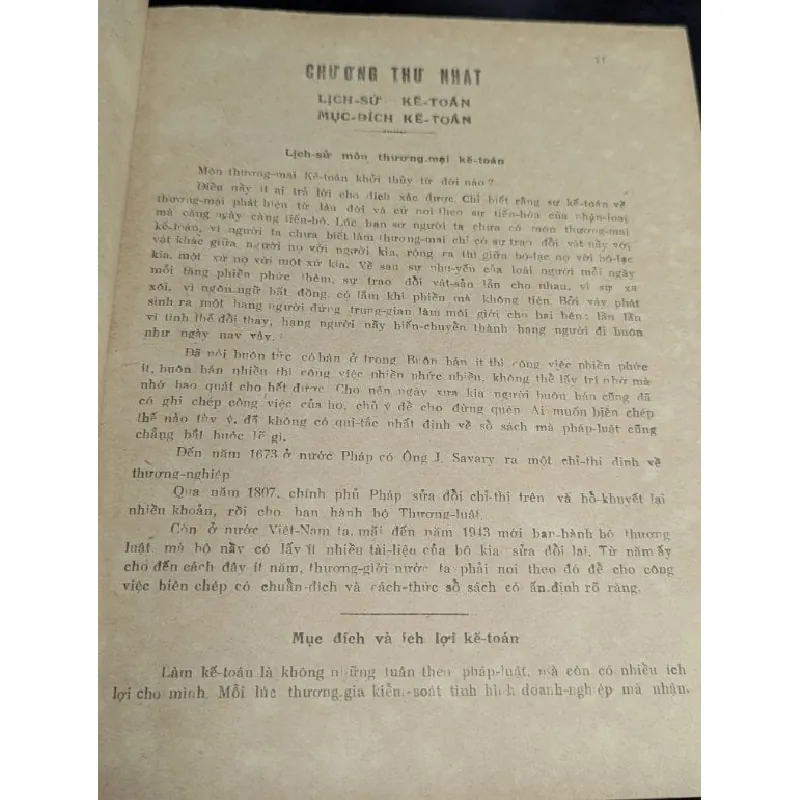 11
CHƯƠNG THƯ NHAT
LỊCH-SỬ KẾ-TOÁN
MỤC-ĐÍCH KẾ-TOÁN
Lịch-sử môn thương-mại kế-toán
Môn thương-mại Kế-toán khởi thủy từ đời nào ?
Điều nầy ít ai trả lời cho đích xác được. Chỉ biết rằng sự kế-toán về
thương-mại phát hiện từ lâu đời và cứ noi theo sự tiến-hóa của nhận-loại
mà càng ngày càng tiến-bộ. Lúc ban sơ người ta chưa có môn thương-mại
kế-toán, vì người ta chưa biết làm thương-mại chỉ có sự trao đổi vật nầy với
vật khác giữa người nọ với người kia, rộng ra thì giữa bộ-lạc nọ với bộ-lạc
kia, một xứ nọ với một xứ kia. Về sau sự nhu-yếu của loài người mỗi ngày
mỗi tăng phiền phức thêm, sự trao đổi vật-sản lẫn cho nhau, vì sự xa
xôi, vì ngôn-ngữ bất đồng, có lắm khi phiền mà không tiện. Bởi vậy phát
sinh ra một hạng người đứng trung-gian làm môi giới cho hai bên; lần lần
vì tình thế đổi thay, hạng người nầy biến-chuyển thành hạng người đi buôn
như ngày nay vậy.
Đã nói buôn tức có bán ở trong. Buôn bán ít thì công việc phiền phức
ít, buôn bán nhiều thì công việc phiền phức nhiều, không thể lấy trí nhớ mà
nhớ bao quát cho hết được. Cho nên ngày xưa kia người buôn bán cũng đã
có ghi chép công việc của họ, chủ ý để cho đừng quên Ai muốn biên chép
thế nào tùy ý, đã không có qui-tắc nhất định về sổ sách mà pháp-luật cũng
chẳng bắt buộc lẽ gì.
Đến năm 1673 ở nước Pháp có Ông J. Savary ra một chỉ-thị định về
thương-nghiệp
Qua năm 1807, chính phủ Pháp sửa đổi chỉ-thị trên và bổ-khuyết lại
nhiều khoản, rồi cho ban hành bộ Thương-luật.
Còn ở nước Việt-Nam ta, mãi đến năm 1943 mới ban-hành bộ thương
luật, mà bộ nầy có lấy ít nhiều tài-liệu của bộ kia sửa đổi lại. Từ năm ấy
cho đến cách đây ít năm, thương-giới nước ta phải noi theo đó để cho công
việc biên chép có chuẩn-đích và cách-thức sổ sách có ấn.định rõ ràng.
Mục đích và ích lợi kế-toán
Làm kế-toán là không những tuân theo pháp-luật, mà còn có nhiều ích
lợi cho mình. Mỗi lúc thương.gia kiểm.-soát tình hình doanh-nghiệp mà nhận,